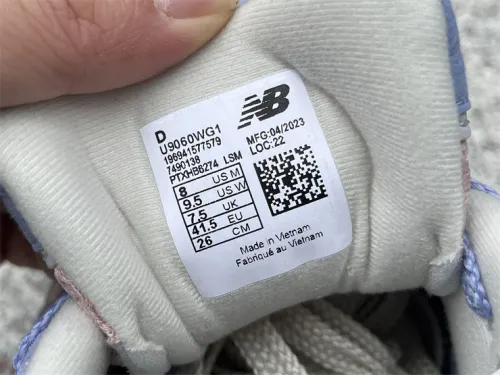 D
U9060WG1
196941577579
7490138
PTXHB6274 LSM
8 US M
9.5 US W
7.5 UK
41.5 EU
26 CM
NB
MFG:04/2023
LOC:22
Made in Vietnam
Fabriqué au Vietnam